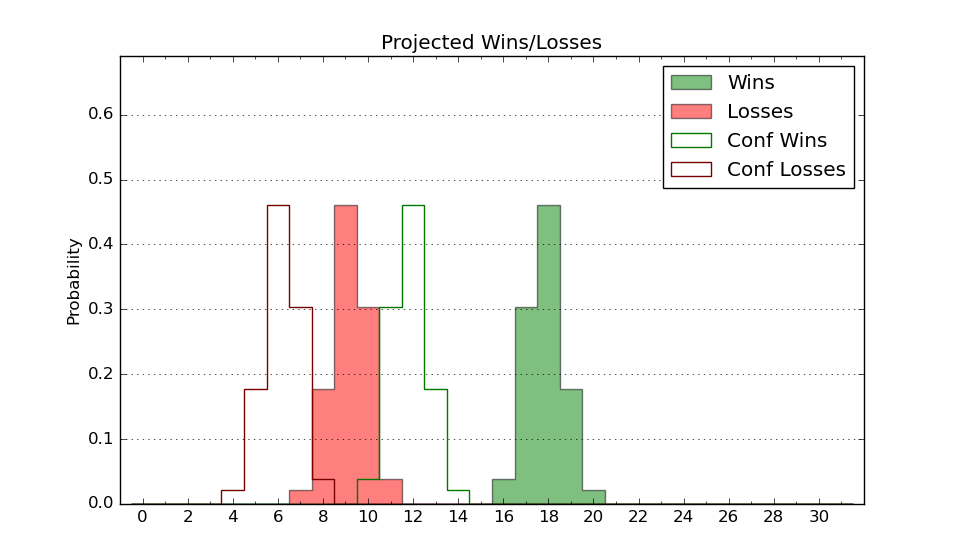 Projected Wins/Losses
Wins
Losses
Conf Wins
Conf Losses
Probability
0.6
0.5
0.4
0.3
0.2
0.1
0.0
0 2 4 6 8 10 12 14 16 18 20 22 24 26 28 30